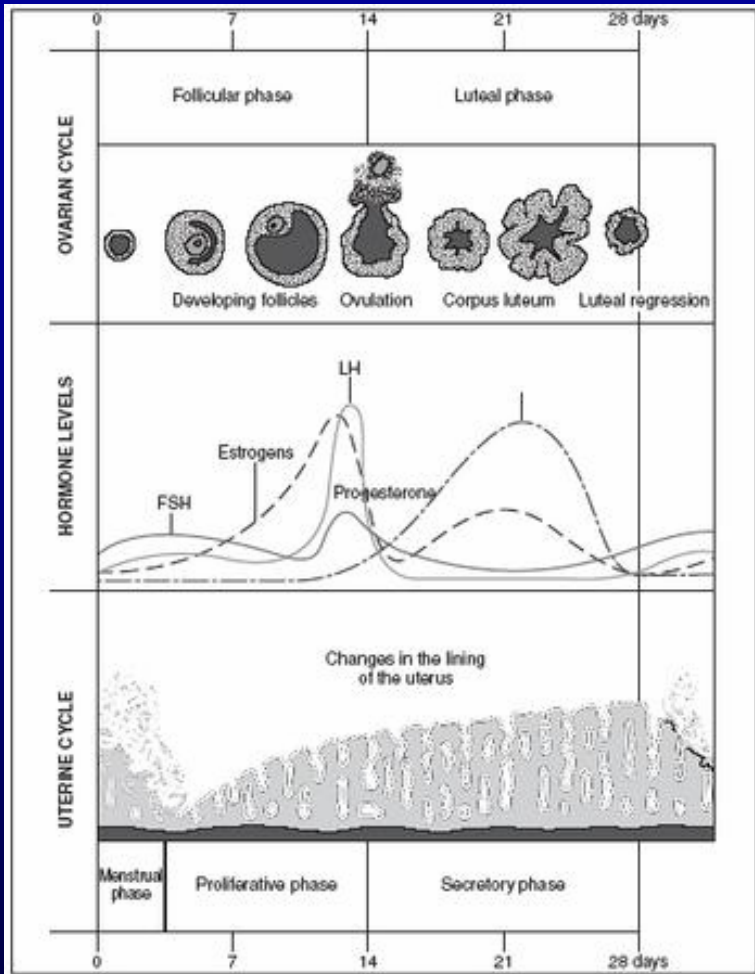 0 7 14 21 28 days
OVARIAN CYCLE
Follicular phase Luteal phase
Developing follicles Ovulation Corpus luteum Luteal regression
HORMONE LEVELS
LH
Estrogens
Progesterone
FSH
UTERINE CYCLE
Changes in the lining
of the uterus
Menstrual
phase
Proliferative phase Secretory phase
0 7 14 21 28 days